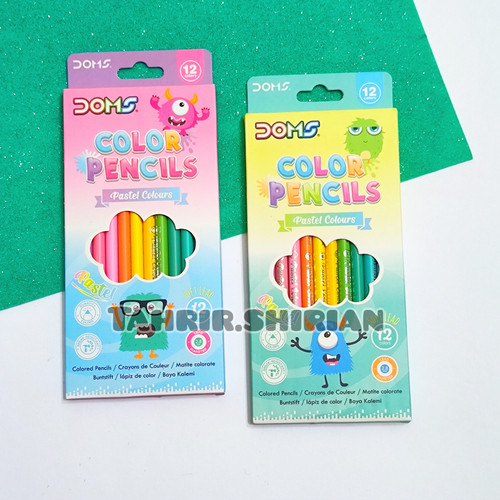 DOMS
12
DOMS
COLOR
PENCILS
Pastel Colours
Pastel
12
Colored Pencils / Crayons de Couleur / Matite colorate
Buntstift / lápiz de color / Boya Kalemi
DOMS
12
DOMS
COLOR
PENCILS
Pastel Colours
12
Colored Pencils / Crayons de Couleur / Matite colorate
Buntstift / lápiz de color / Boya Kalemi
TAHRIR.SHIRIAN